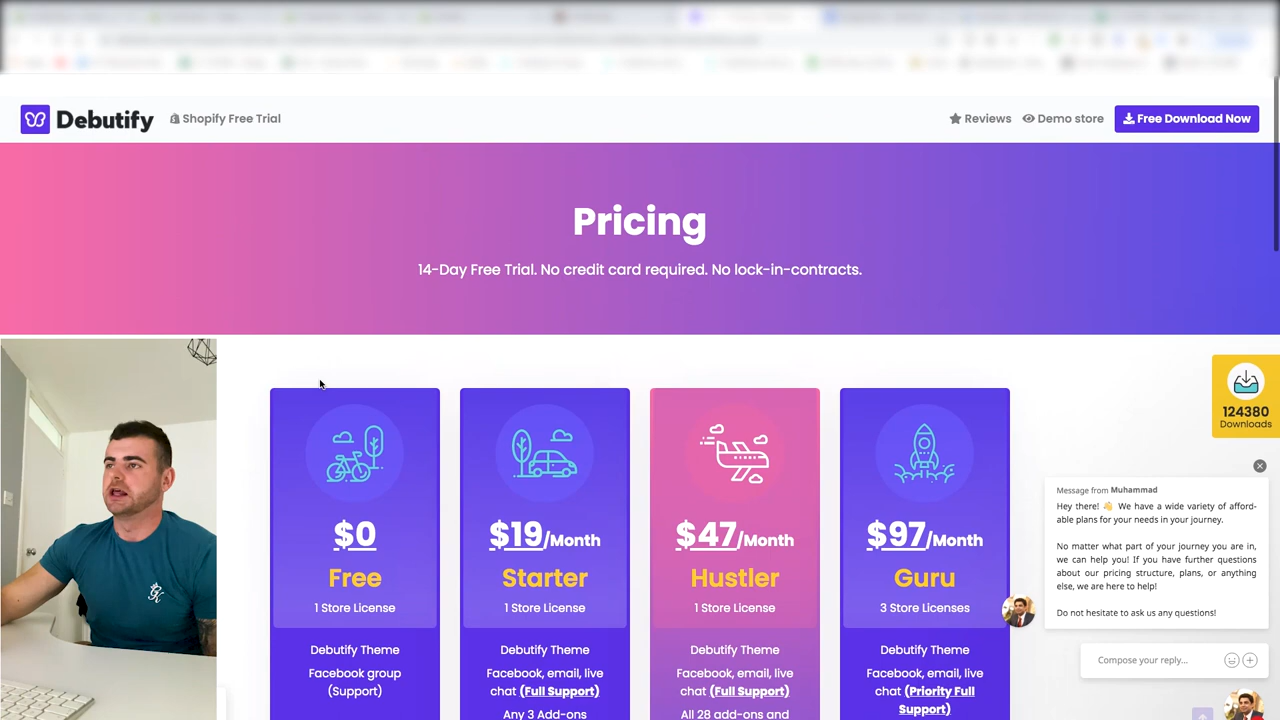 Debutify
Shopify Free Trial
Reviews
Demo store
Free Download Now
Pricing
14-Day Free Trial. No credit card required. No lock-in-contracts.
$0
Free
1 Store License
Debutify Theme
Facebook group
(Support)
$19/Month
Starter
1 Store License
Debutify Theme
Facebook, email, live
chat (Full Support)
Any 3 Add-ons
$47/Month
Hustler
1 Store License
Debutify Theme
Facebook, email, live
chat (Full Support)
All 28 add-ons and
$97/Month
Guru
3 Store Licenses
Debutify Theme
Facebook, email, live
chat (Priority Full
Support)
124380
Downloads
Message from Muhammad
Hey there! 👋 We have a wide variety of afford-
able plans for your needs in your journey.
No matter what part of your journey you are in,
we can help you! If you have further questions
about our pricing structure, plans, or anything
else, we are here to help!
Do not hesitate to ask us any questions!
Compose your reply...